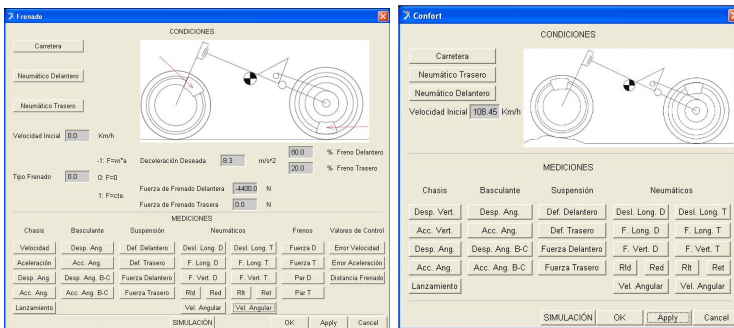 Frenado
CONDICIONES
Carretera
Neumático Delantero
Neumático Trasero
Velocidad Inicial 0.0 Km/h
-1: F=m*a Deceleración Deseada 8.3 m/s^2
80.0 % Freno Delantero
20.0 % Freno Trasero
Tipo Frenado 0.0 0: F=0
1: F=cte.
Fuerza de Frenado Delantera -4400.0 N
Fuerza de Frenado Trasera 0.0 N
MEDICIONES
Chasis Basculante Suspensión Neumáticos Frenos Valores de Control
Velocidad Desp. Ang. Def. Delantero Desl. Long. D Desl. Long. T Fuerza D Error Velocidad
Aceleración Acc. Ang. Def. Trasero F. Long. D F. Long. T Fuerza T Error Aceleración
Desp. Ang. Desp. Ang. B-C Fuerza Delantero F. Vert. D F. Vert. T Par D Distancia Frenado
Acc. Ang. Acc. Ang. B-C Fuerza Trasero Rld Red Rlt Ret Par T
Lanzamiento Vel. Angular Vel. Angular
SIMULACIÓN OK Apply Cancel
Confort
CONDICIONES
Carretera
Neumático Trasero
Neumático Delantero
Velocidad Inicial 108.45 Km/h
MEDICIONES
Chasis Basculante Suspensión Neumáticos
Desp. Vert. Desp. Ang. Def. Delantero Desl. Long. D Desl. Long. T
Acc. Vert. Acc. Ang. Def. Trasero F. Long. D F. Long. T
Desp. Ang. Desp. Ang. B-C Fuerza Delantero F. Vert. D F. Vert. T
Acc. Ang. Acc. Ang. B-C Fuerza Trasero Rld Red Rlt Ret
Lanzamiento Vel. Angular Vel. Angular
SIMULACIÓN OK Apply Cancel